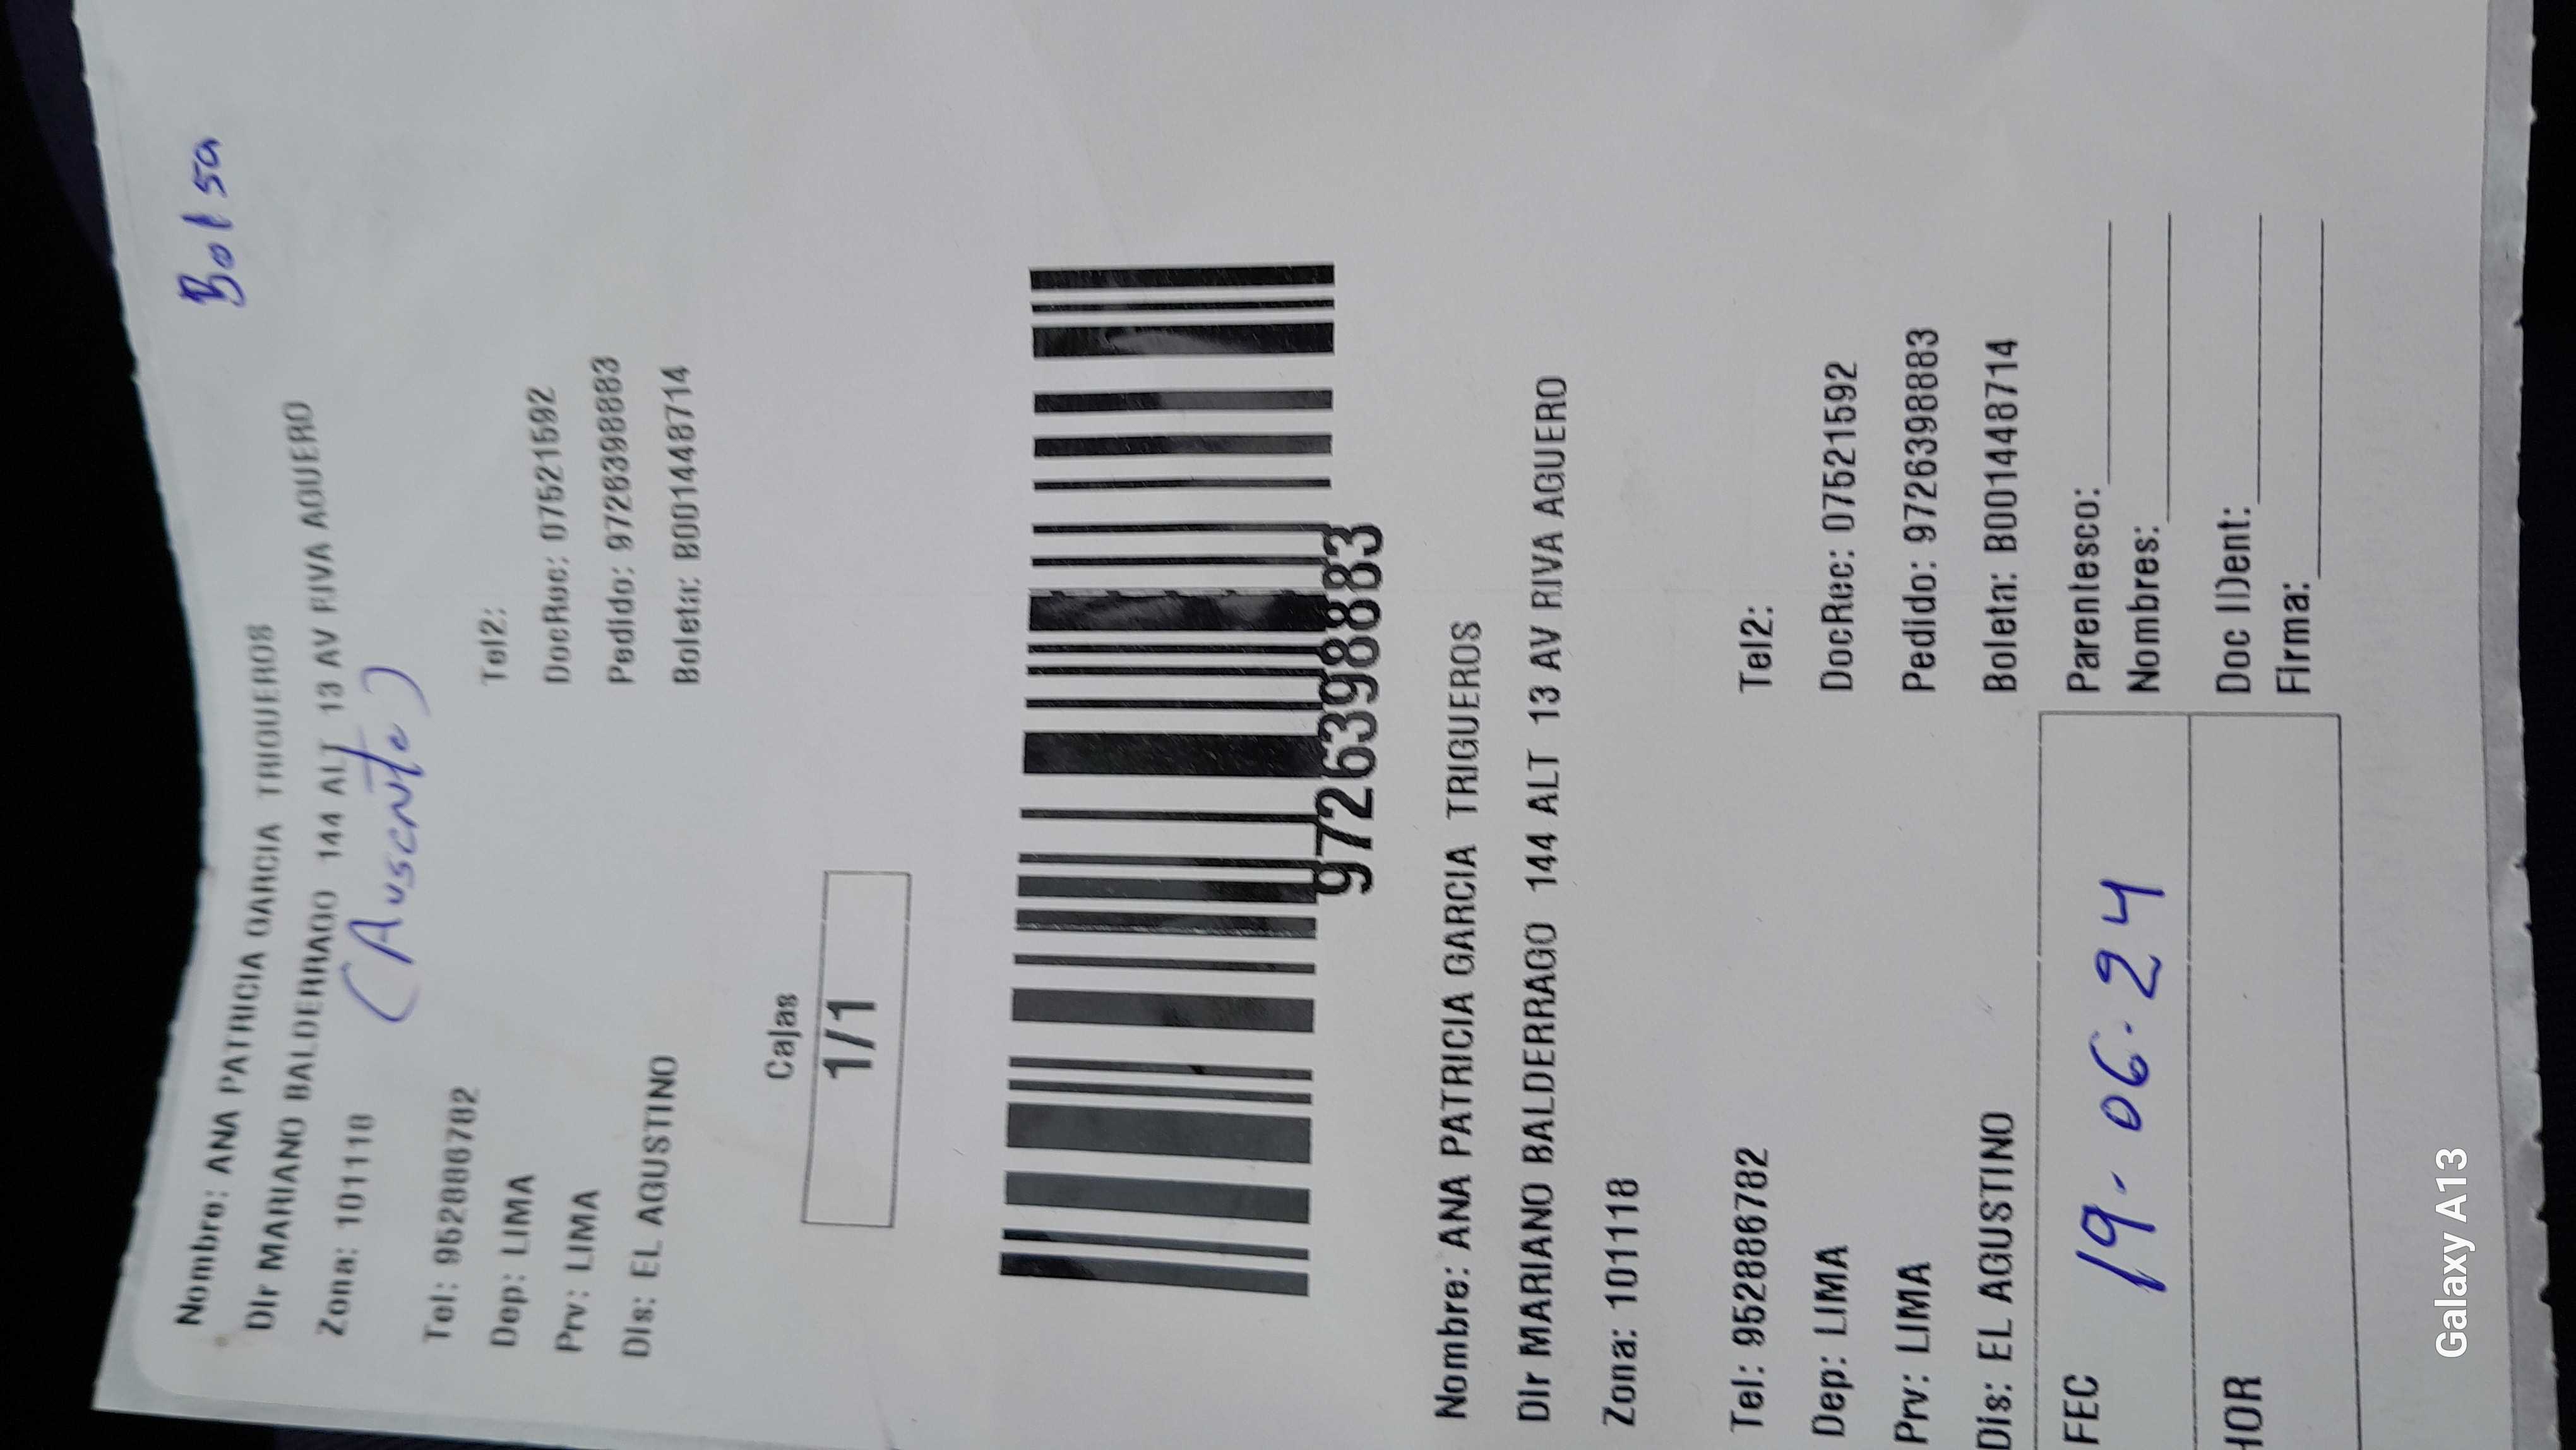 Bolsa
Nombre: ANA PATRICIA GARCIA TRIGUEROS
DIr MARIANO BALDERRAGO 144 ALT 13 AV RIVA AGUERO
Zona: 101118
(Ausente)
Tel: 952886782
Tel2:
Dep: LIMA
DocRec: 07521592
Prv: LIMA
Pedido: 9726398883
Dis: EL AGUSTINO
Boleta: B001448714
Cajas
1/1
9726398883
Nombre: ANA PATRICIA GARCIA TRIGUEROS
DIr MARIANO BALDERRAGO 144 ALT 13 AV RIVA AGUERO
Zona: 101118
Tel: 952886782
Tel2:
Dep: LIMA
DocRec: 07521592
Prv: LIMA
Pedido: 9726398883
Dis: EL AGUSTINO
Boleta: B001448714
FEC 19.06.24
Parentesco:
Nombres:
HOR
Doc IDent:
Firma:
Galaxy A13